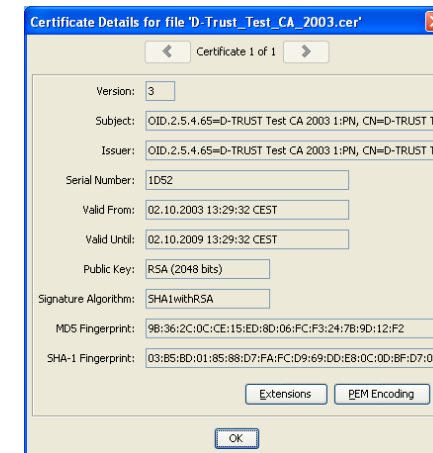 Certificate Details for file 'D-Trust_Test_CA_2003.cer'
Certificate 1 of 1
Version: 3
Subject: OID.2.5.4.65=D-TRUST Test CA 2003 1:PN, CN=D-TRUST T
Issuer: OID.2.5.4.65=D-TRUST Test CA 2003 1:PN, CN=D-TRUST T
Serial Number: 1D52
Valid From: 02.10.2003 13:29:32 CEST
Valid Until: 02.10.2009 13:29:32 CEST
Public Key: RSA (2048 bits)
Signature Algorithm: SHA1withRSA
MD5 Fingerprint: 9B:36:2C:0C:CE:15:ED:8D:06:FC:F3:24:7B:9D:12:F2
SHA-1 Fingerprint: 03:B5:BD:01:85:88:D7:FA:FC:D9:69:DD:E8:0C:0D:BF:D7:0
Extensions PEM Encoding
OK